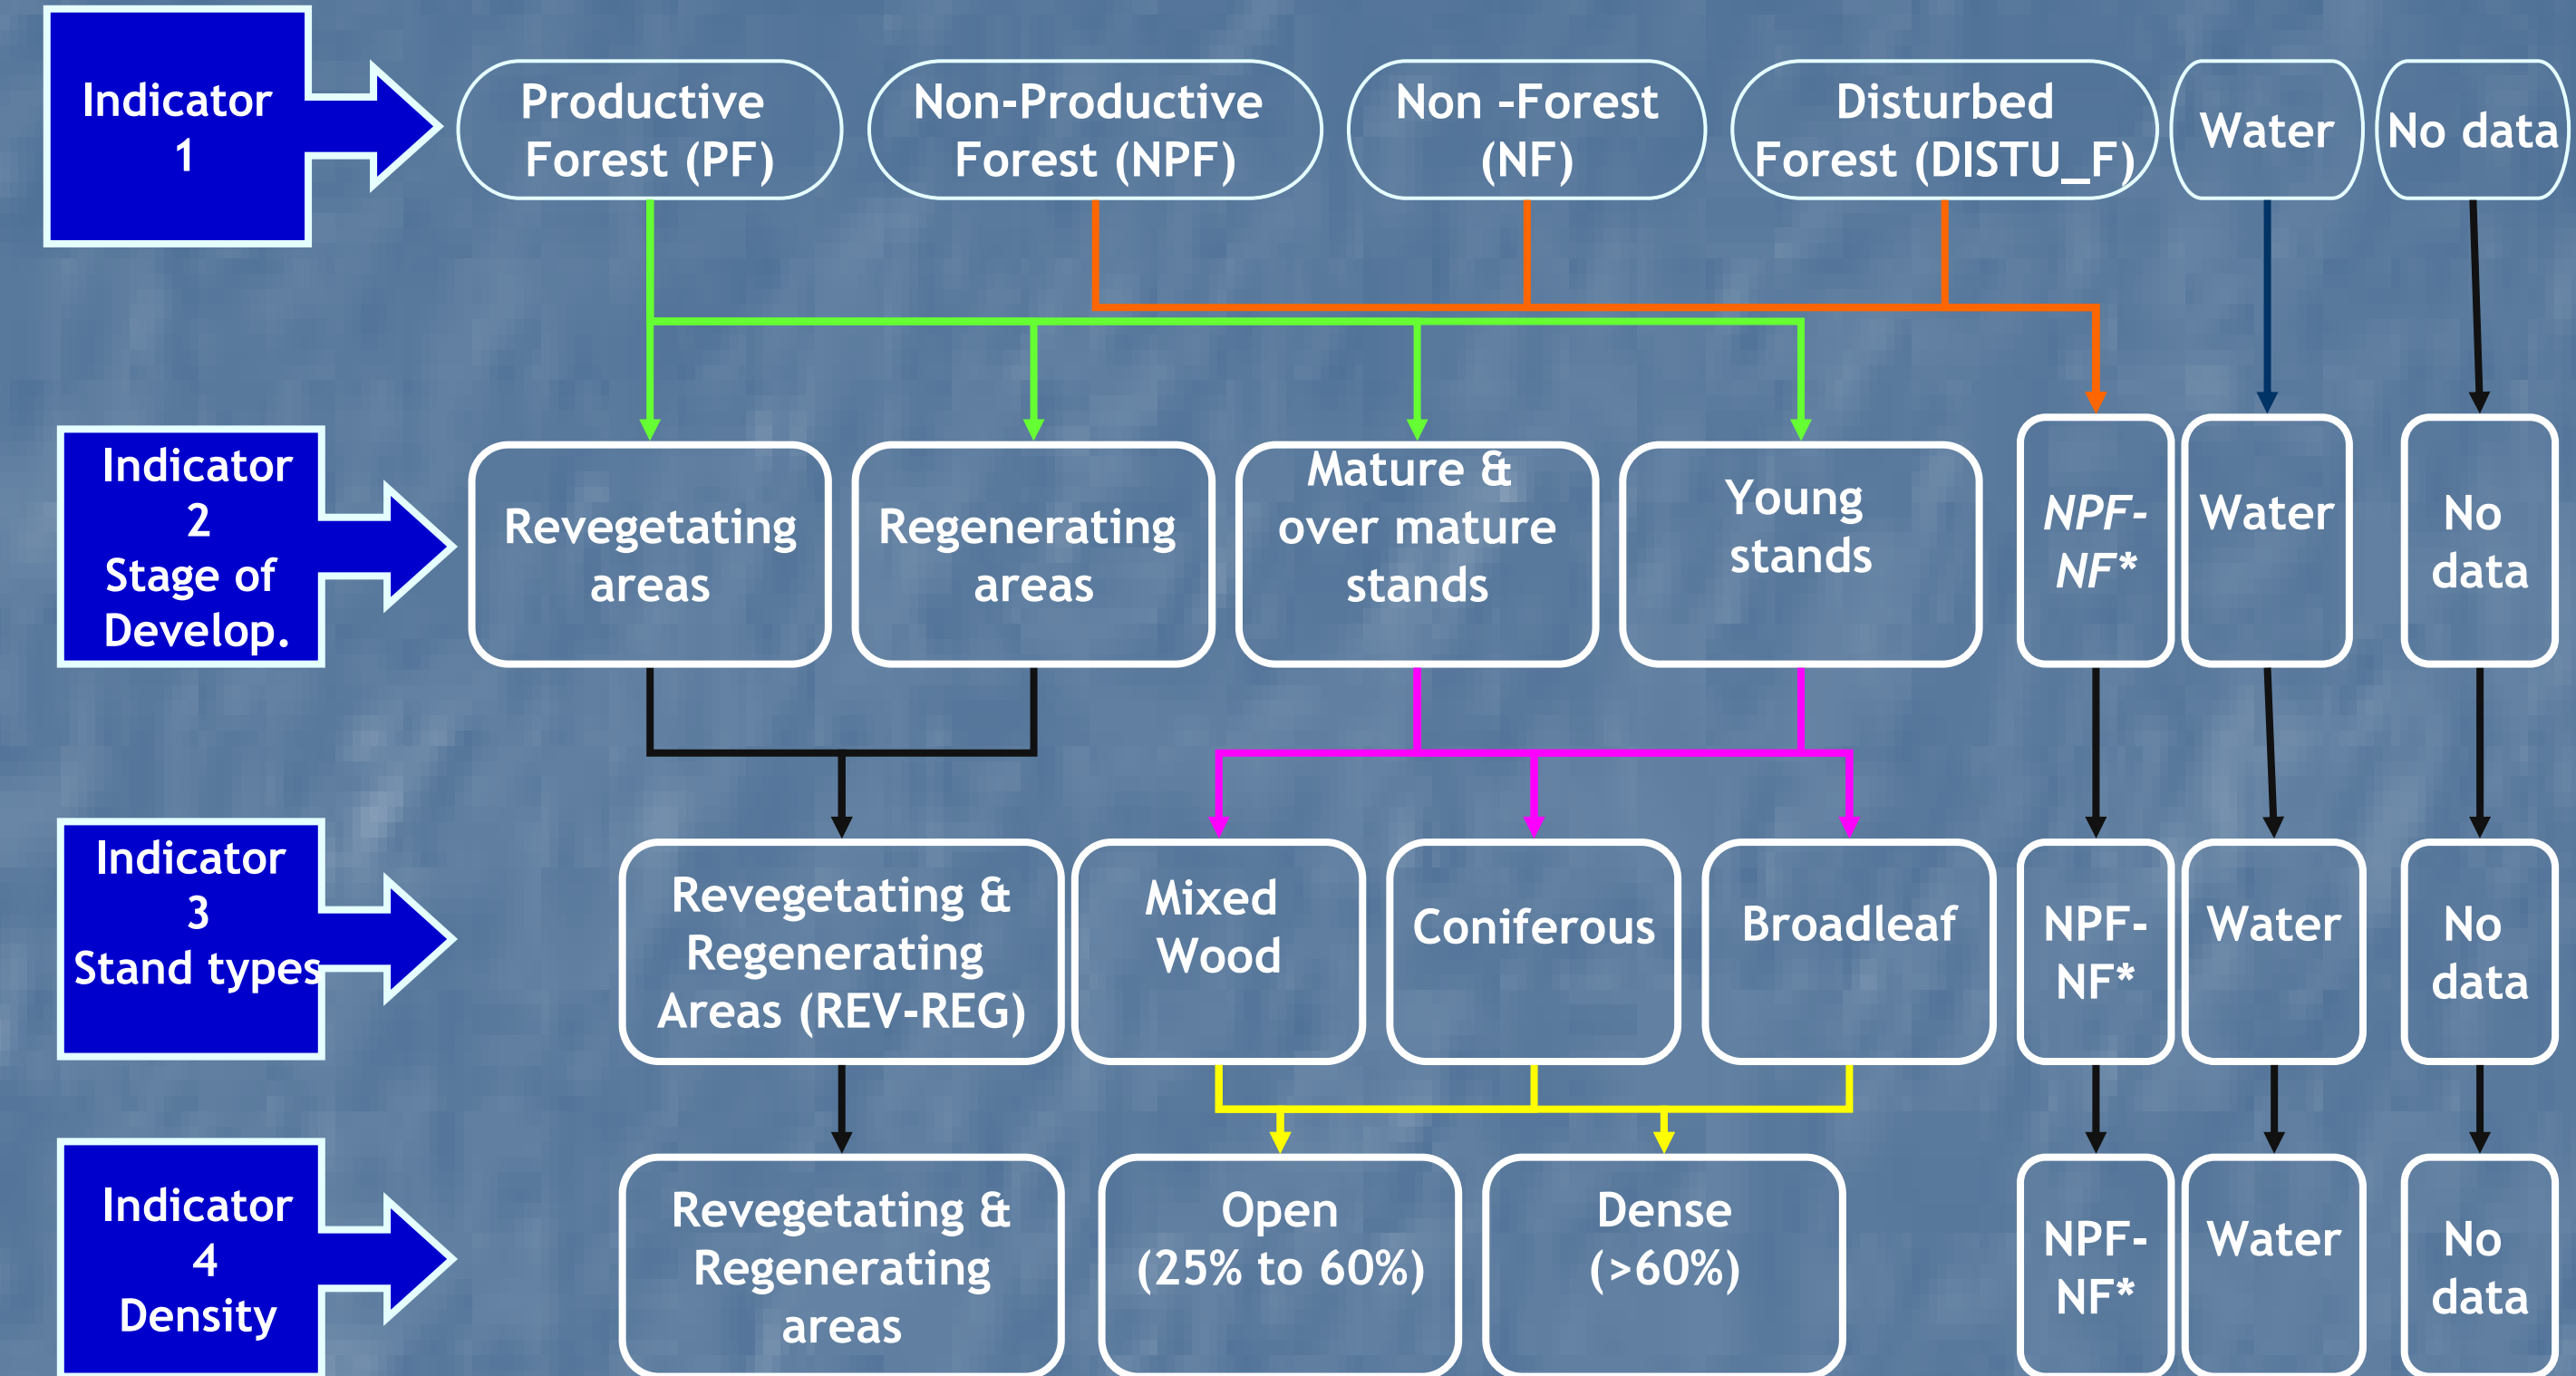 Indicator
1
Productive
Forest (PF)
Non-Productive
Forest (NPF)
Non -Forest
(NF)
Disturbed
Forest (DISTU_F)
Water
No data
Indicator
2
Stage of
Develop.
Revegetating
areas
Regenerating
areas
Mature &
over mature
stands
Young
stands
NPF-
NF*
Water
No
data
Indicator
3
Stand types
Revegetating &
Regenerating
Areas (REV-REG)
Mixed
Wood
Coniferous
Broadleaf
NPF-
NF*
Water
No
data
Indicator
4
Density
Revegetating &
Regenerating
areas
Open
(25% to 60%)
Dense
(>60%)
NPF-
NF*
Water
No
data